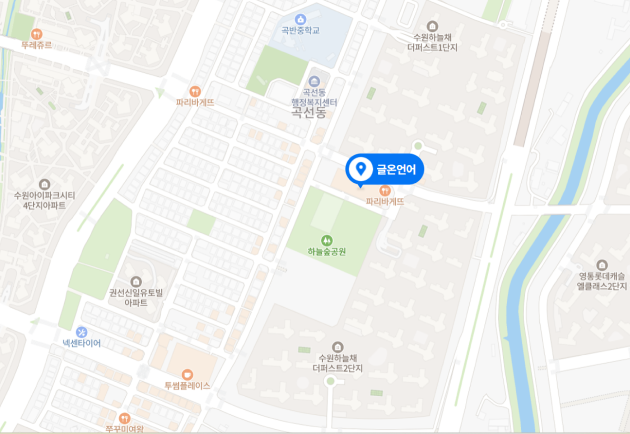 곡반중학교
수원하늘채
더퍼스트1단지
뚜레쥬르
곡선동
행정복지센터
파리바게뜨
곡선동
글온언어
수원아이파크시티
4단지아파트
파리바게뜨
하늘숲공원
영통롯데캐슬
엘클래스2단지
권선신일유토빌
아파트
넥센타이어
수원하늘채
더퍼스트2단지
투썸플레이스
쭈꾸미여왕